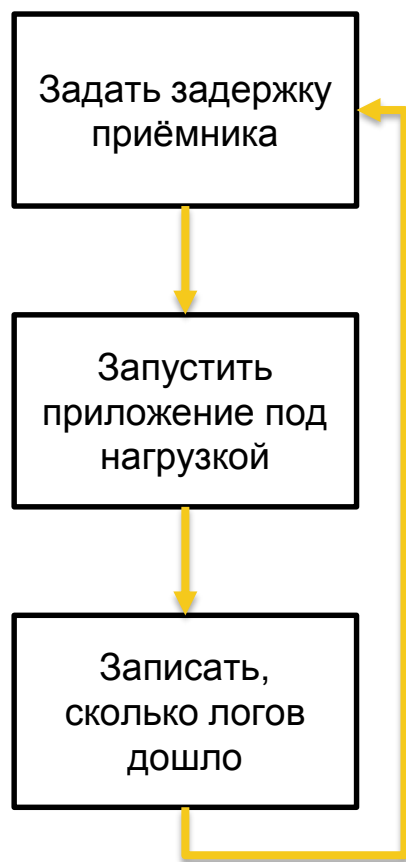 Задать задержку
приёмника
Запустить
приложение под
нагрузкой
Записать,
сколько логов
дошло